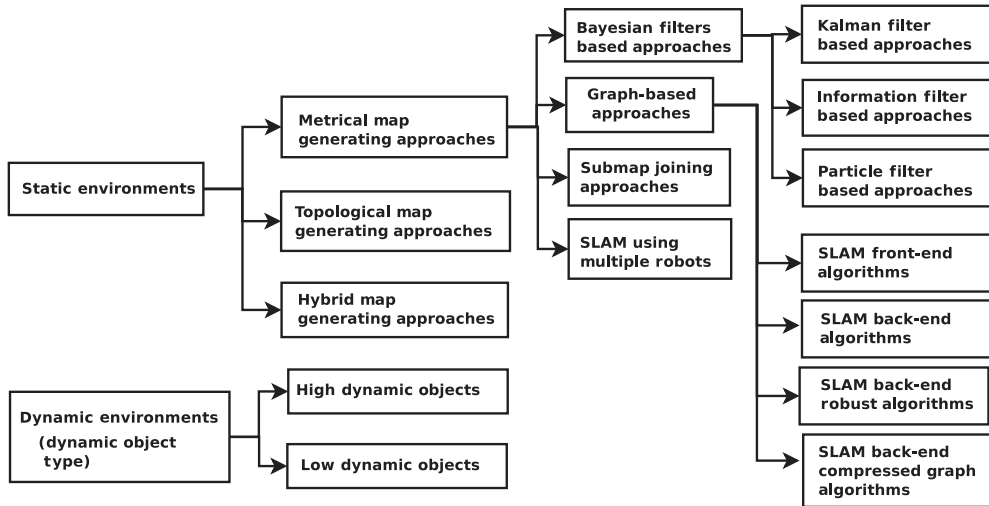 Static environments
Metrical map
generating approaches
Topological map
generating approaches
Hybrid map
generating approaches
Bayesian filters
based approaches
Graph-based
approaches
Submap joining
approaches
SLAM using
multiple robots
Kalman filter
based approaches
Information filter
based approaches
Particle filter
based approaches
SLAM front-end
algorithms
SLAM back-end
algorithms
SLAM back-end
robust algorithms
SLAM back-end
compressed graph
algorithms
Dynamic environments
(dynamic object
type)
High dynamic objects
Low dynamic objects